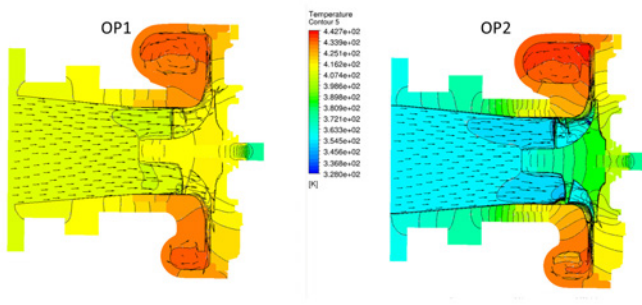 OP1
Temperature
Contour 5
4.427e+02
4.339e+02
4.251e+02
4.162e+02
4.074e+02
3.986e+02
3.898e+02
3.809e+02
3.721e+02
3.633e+02
3.545e+02
3.456e+02
3.368e+02
3.280e+02
[K]
OP2